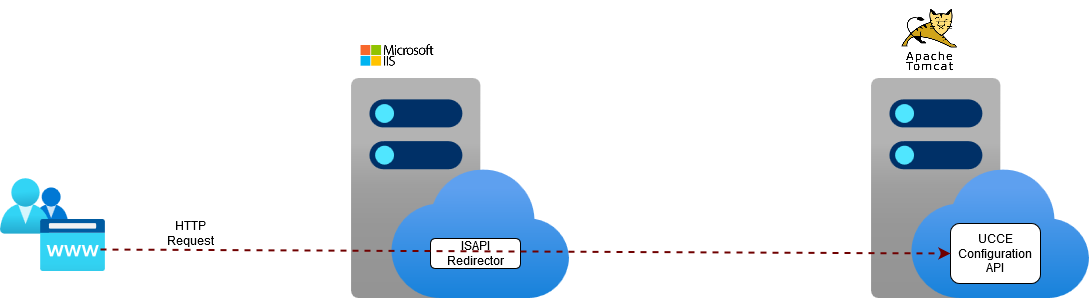 Microsoft
IIS
Apache
Tomcat
HTTP
Request
WWW
ISAPI
Redirector
UCCE
Configuration
API